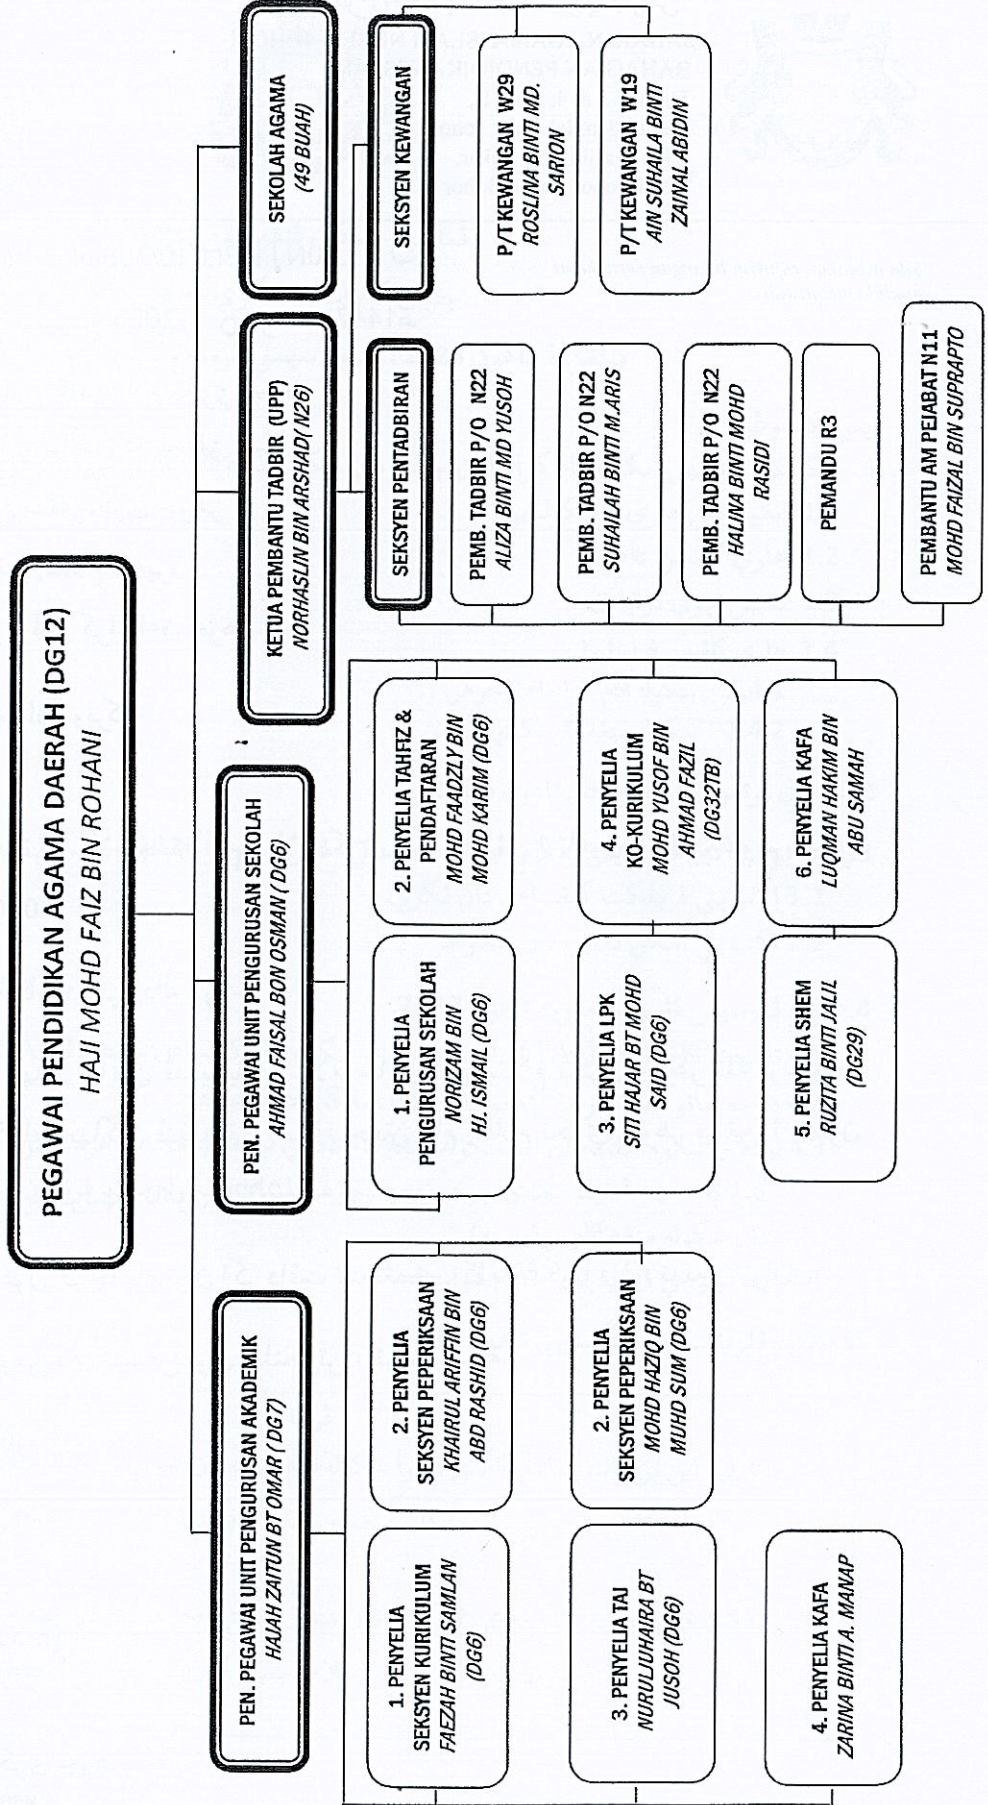 PEGAWAI PENDIDIKAN AGAMA DAERAH (DG12)
HAJI MOHD FAIZ BIN ROHANI
PEN. PEGAWAI UNIT PENGURUSAN AKADEMIK
HAJAH ZAITUN BT OMAR (DG7)
PEN. PEGAWAI UNIT PENGURUSAN SEKOLAH
AHMAD FAISAL BON OSMAN (DG6)
KETUA PEMBANTU TADBIR (UPP)
NORHASLIN BIN ARSHAD( N26)
SEKOLAH AGAMA
(49 BUAH)
1. PENYELIA
SEKSYEN KURIKULUM
FAEZAH BINTI SAMLAN
(DG6)
2. PENYELIA
SEKSYEN PEPERIKSAAN
KHAIRUL ARIFFIN BIN
ABD RASHID (DG6)
3. PENYELIA TAJ
NURULJUHAIRA BT
JUSOH (DG6)
2. PENYELIA
SEKSYEN PEPERIKSAAN
MOHD HAZIQ BIN
MUHD SUM (DG6)
4. PENYELIA KAFA
ZARINA BINTI A. MANAP
1. PENYELIA
PENGURUSAN SEKOLAH
NORIZAM BIN
HJ. ISMAIL (DG6)
2. PENYELIA TAHFIZ &
PENDAFTARAN
MOHD FAADZLY BIN
MOHD KARIM (DG6)
3. PENYELIA LPK
SITI HAJAR BT MOHD
SAID (DG6)
4. PENYELIA
KO-KURIKULUM
MOHD YUSOF BIN
AHMAD FAZIL
(DG32TB)
5. PENYELIA SHEM
RUZITA BINTI JALIL
(DG29)
6. PENYELIA KAFA
LUQMAN HAKIM BIN
ABU SAMAH
SEKSYEN PENTADBIRAN
PEMB. TADBIR P/O N22
ALIZA BINTI MD YUSOH
PEMB. TADBIR P/O N22
SUHAILAH BINTI M.ARIS
PEMB. TADBIR P/O N22
HALINA BINTI MOHD
RASIDI
PEMANDU R3
PEMBANTU AM PEJABAT N11
MOHD FAIZAL BIN SUPRAPTO
SEKSYEN KEWANGAN
P/T KEWANGAN W29
ROSLINA BINTI MD.
SARION
P/T KEWANGAN W19
AIN SUHAILA BINTI
ZAINAL ABIDIN